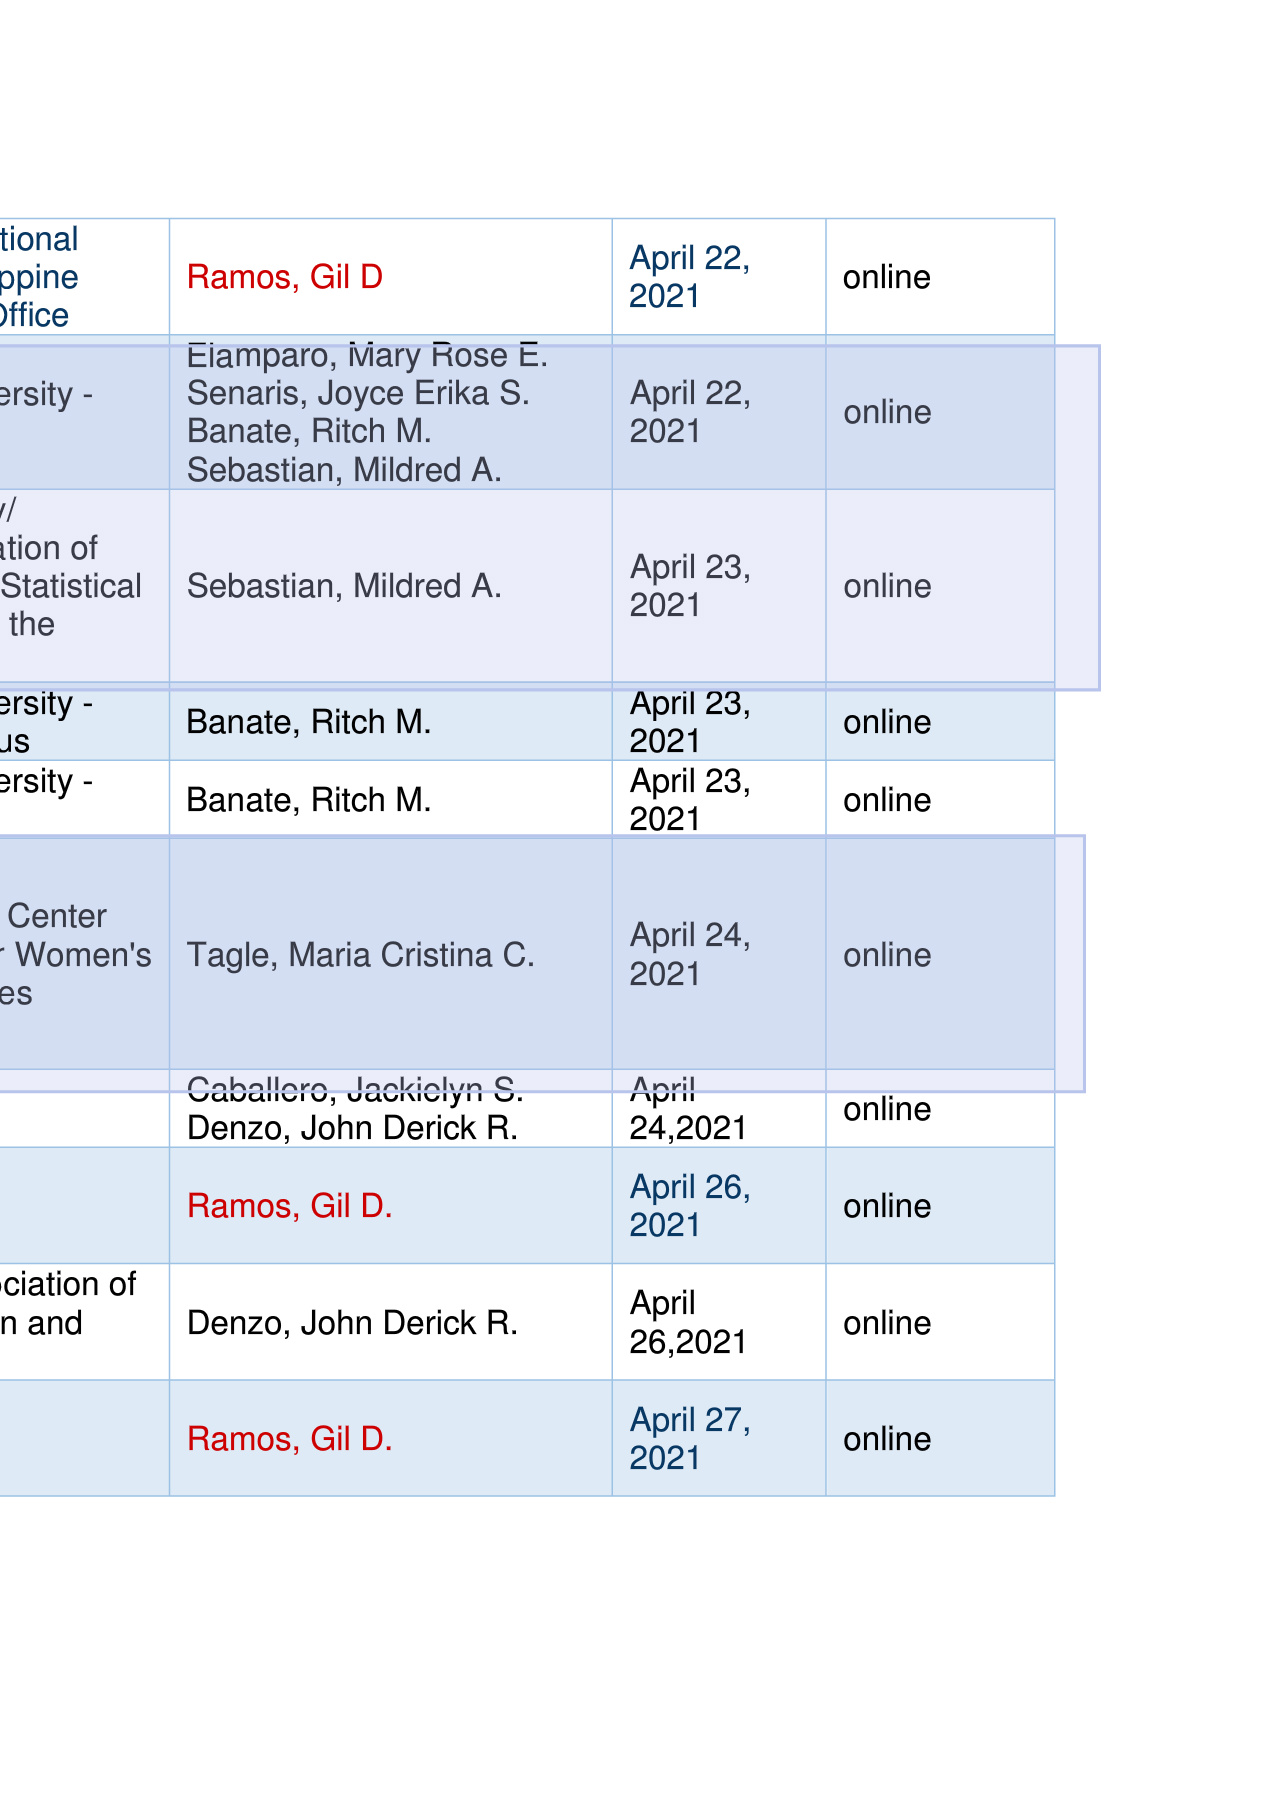 tional
ppine
Office
Ramos, Gil D
April 22,
2021
online
ersity -
Elamparo, Mary Rose E.
Senaris, Joyce Erika S.
Banate, Ritch M.
Sebastian, Mildred A.
April 22,
2021
online
y/
ation of
Statistical
the
Sebastian, Mildred A.
April 23,
2021
online
ersity -
us
Banate, Ritch M.
April 23,
2021
online
ersity -
Banate, Ritch M.
April 23,
2021
online
Center
r Women's
es
Tagle, Maria Cristina C.
April 24,
2021
online
Caballero, Jackielyn S.
Denzo, John Derick R.
April
24,2021
online
Ramos, Gil D.
April 26,
2021
online
ociation of
n and
Denzo, John Derick R.
April
26,2021
online
Ramos, Gil D.
April 27,
2021
online